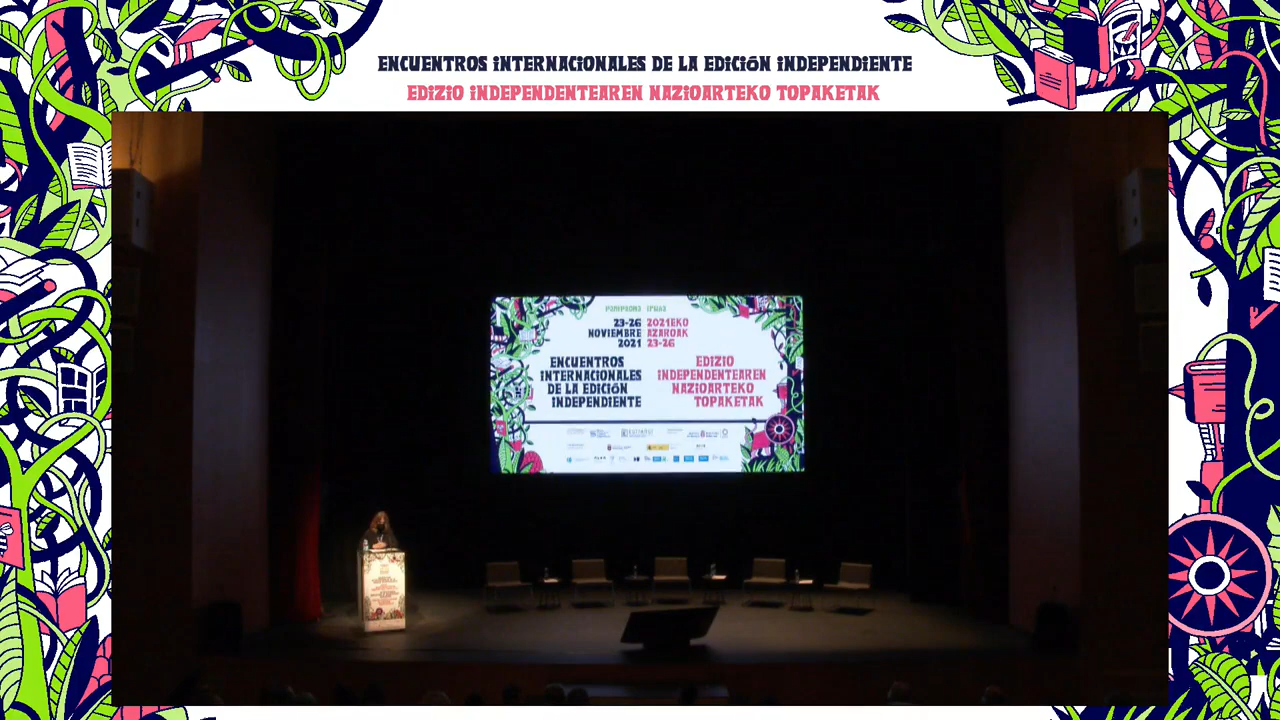 ENCUENTROS INTERNACIONALES DE LA EDICIÓN INDEPENDIENTE
EDIZIO INDEPENDENTEAREN NAZIOARTEKO TOPAKETAK
PAMPLONA IRUÑA
23-26
NOVIEMBRE
2021
2021EKO
AZAROAK
23-26
ENCUENTROS
INTERNACIONALES
DE LA EDICIÓN
INDEPENDIENTE
EDIZIO
INDEPENDENTEAREN
NAZIOARTEKO
TOPAKETAK